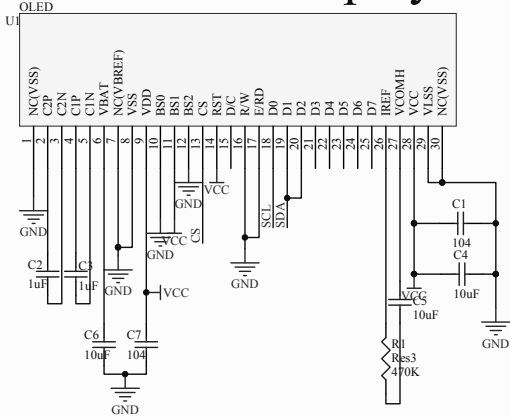 OLED
U1
NC(VSS)
C2P
C2N
C1P
C1N
VBAT
NC(VBREF)
VSS
VDD
BS0
BS1
BS2
CS
RST
D/C
R/W
E/RD
D0
D1
D2
D3
D4
D5
D6
D7
IREF
VCOMH
VCC
VLSS
NC(VSS)
1
2
3
4
5
6
7
8
9
10
11
12
13
14
15
16
17
18
19
20
21
22
23
24
25
26
27
28
29
30
GND
GND
VCC
GND
VCC
CS
SCL
SDA
GND
GND
C1
104
C2
1uF
C3
1uF
C4
10uF
VCC
VCC
C5
10uF
C6
10uF
C7
104
GND
R1
Res3
470K
GND